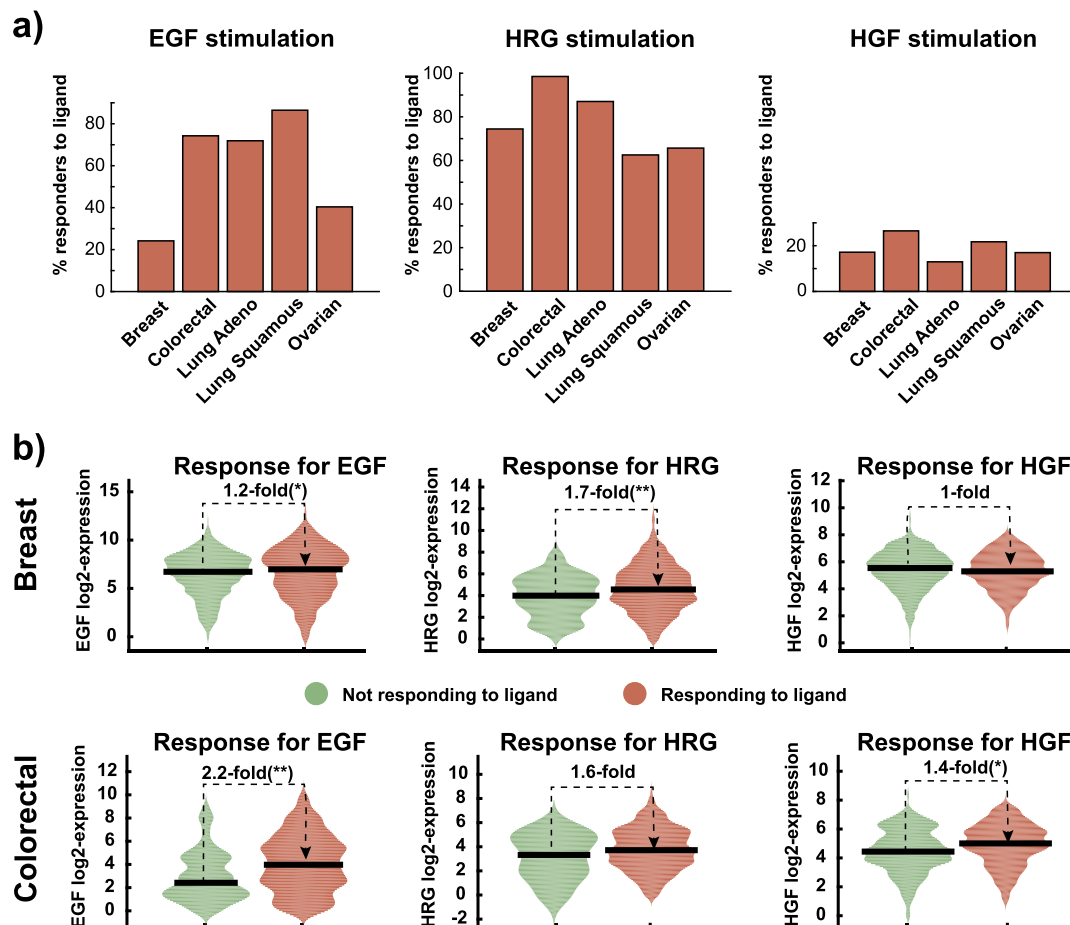 a)
EGF stimulation
% responders to ligand
80
60
40
20
0
Breast
Colorectal
Lung Adeno
Lung Squamous
Ovarian
HRG stimulation
% responders to ligand
100
80
60
40
20
0
Breast
Colorectal
Lung Adeno
Lung Squamous
Ovarian
HGF stimulation
% responders to ligand
20
0
Breast
Colorectal
Lung Adeno
Lung Squamous
Ovarian
b)
Breast
Response for EGF
1.2-fold(*)
EGF log2-expression
15
10
5
0
Response for HRG
1.7-fold(**)
HRG log2-expression
14
12
10
8
6
4
2
0
Response for HGF
1-fold
HGF log2-expression
12
10
8
6
4
2
0
Not responding to ligand
Responding to ligand
Colorectal
Response for EGF
2.2-fold(**)
EGF log2-expression
12
10
8
6
4
2
0
Response for HRG
1.6-fold
HRG log2-expression
10
8
6
4
2
0
-2
Response for HGF
1.4-fold(*)
HGF log2-expression
10
8
6
4
2
0